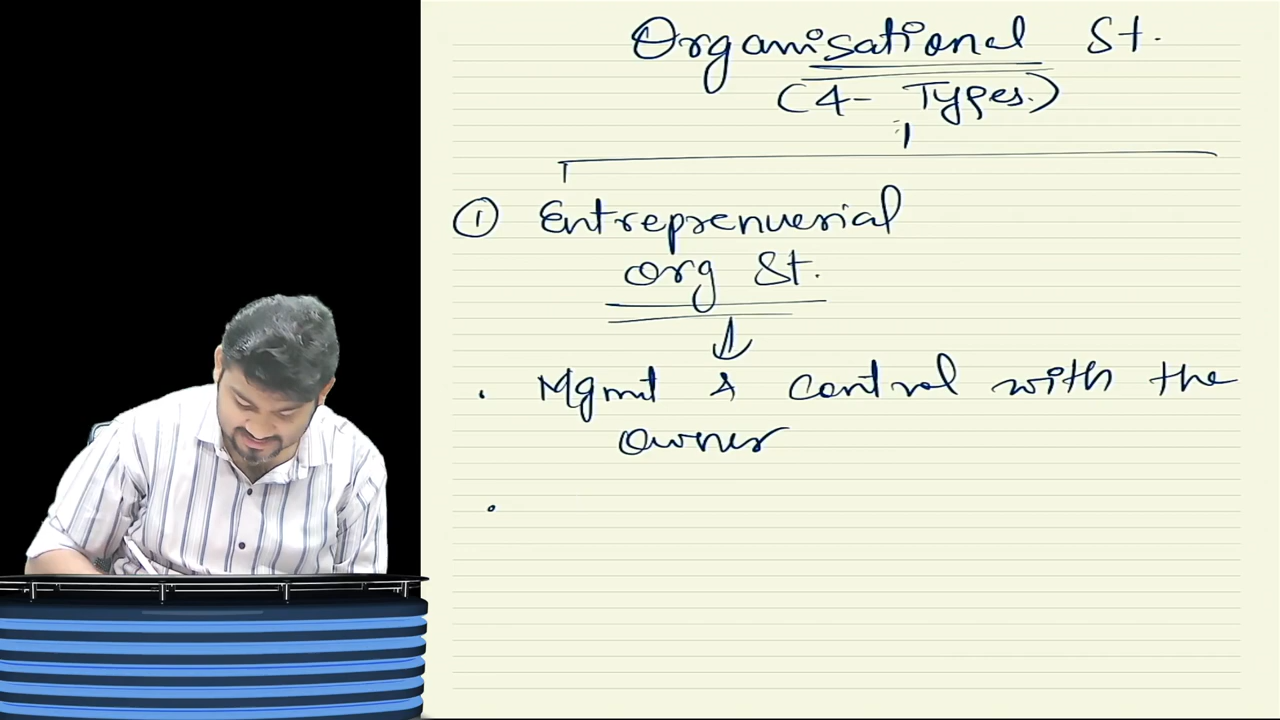 Organisational St.
(4- Types.)
① Entreprenuerial
org St.
. Mgmt & control with the
owner
.